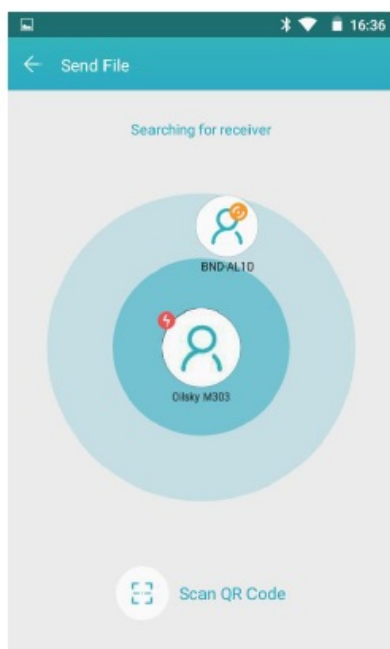 16:36
Send File
Searching for receiver
BND-AL10
Oilsky M303
Scan QR Code